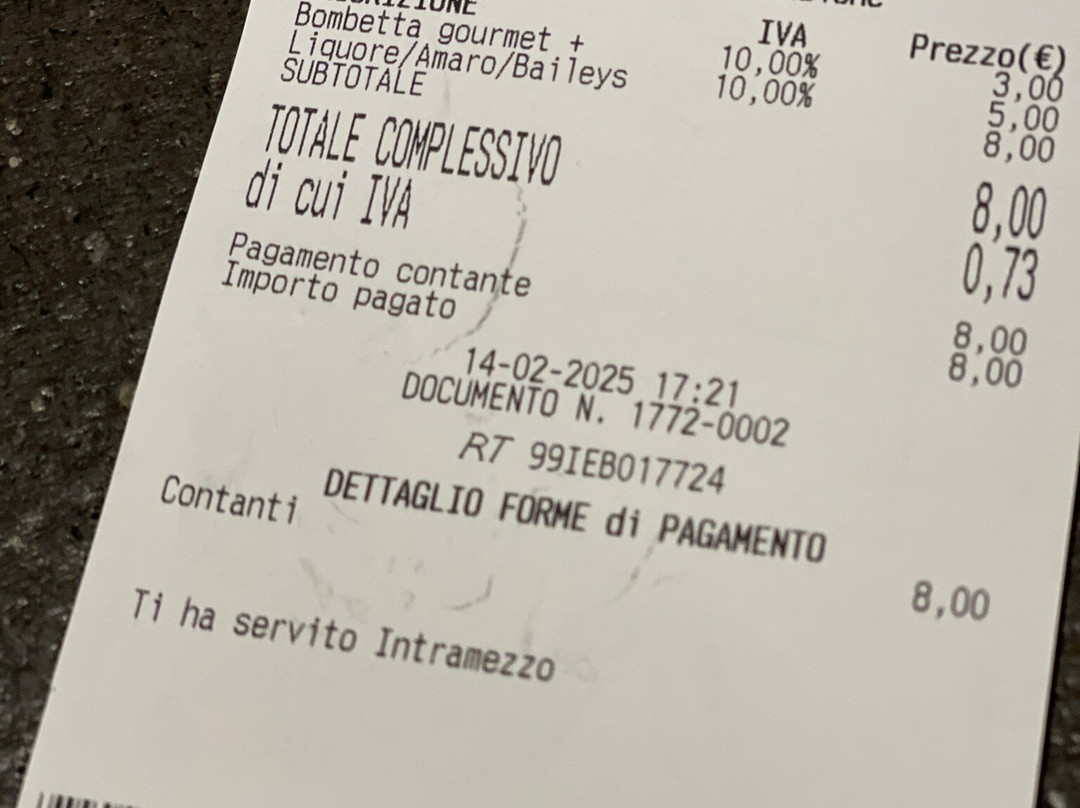 IVA Prezzo(€)
Bombetta gourmet + 10,00% 3,00
Liquore/Amaro/Baileys 10,00% 5,00
SUBTOTALE 8,00
TOTALE COMPLESSIVO 8,00
di cui IVA 0,73
Pagamento contante 8,00
Importo pagato 8,00
14-02-2025 17:21
DOCUMENTO N. 1772-0002
RT 99IEB017724
DETTAGLIO FORME di PAGAMENTO
Contanti 8,00
Ti ha servito Intramezzo